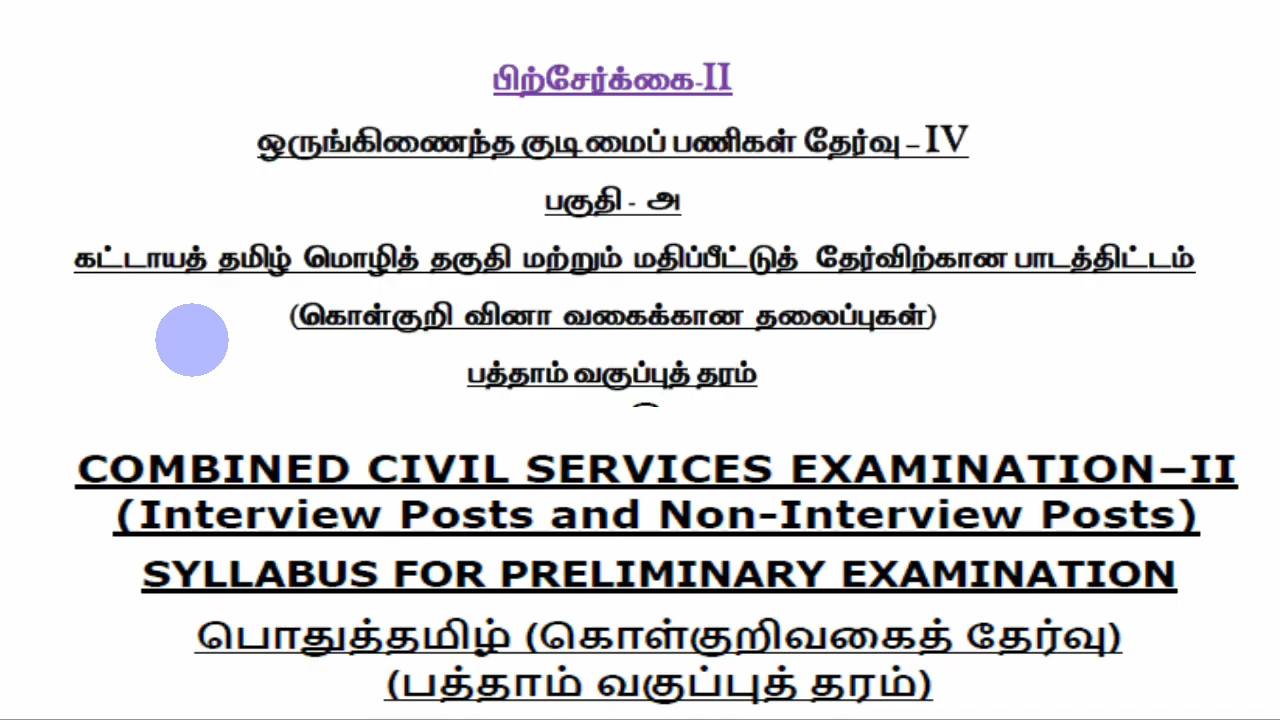 பிற்சேர்க்கை-II
ஒருங்கிணைந்த குடிமைப் பணிகள் தேர்வு – IV
பகுதி - அ
கட்டாயத் தமிழ் மொழித் தகுதி மற்றும் மதிப்பீட்டுத் தேர்விற்கான பாடத்திட்டம்
(கொள்குறி வினா வகைக்கான தலைப்புகள்)
பத்தாம் வகுப்புத் தரம்
COMBINED CIVIL SERVICES EXAMINATION–II
(Interview Posts and Non-Interview Posts)
SYLLABUS FOR PRELIMINARY EXAMINATION
பொதுத்தமிழ் (கொள்குறிவகைத் தேர்வு)
(பத்தாம் வகுப்புத் தரம்)